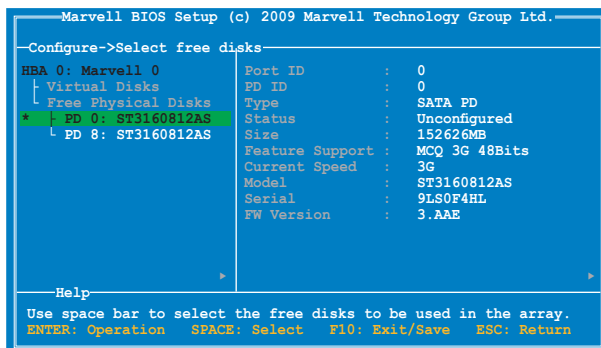 Marvell BIOS Setup (c) 2009 Marvell Technology Group Ltd.
Configure->Select free disks
HBA 0: Marvell 0
Virtual Disks
Free Physical Disks
* PD 0: ST3160812AS
PD 8: ST3160812AS
Port ID : 0
PD ID : 0
Type : SATA PD
Status : Unconfigured
Size : 152626MB
Feature Support : MCQ 3G 48Bits
Current Speed : 3G
Model : ST3160812AS
Serial : 9LS0F4HL
FW Version : 3.AAE
Help
Use space bar to select the free disks to be used in the array.
ENTER: Operation SPACE: Select F10: Exit/Save ESC: Return